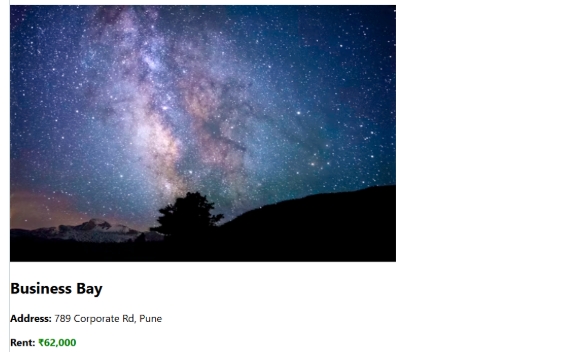 Business Bay
Address: 789 Corporate Rd, Pune
Rent: ₹62,000